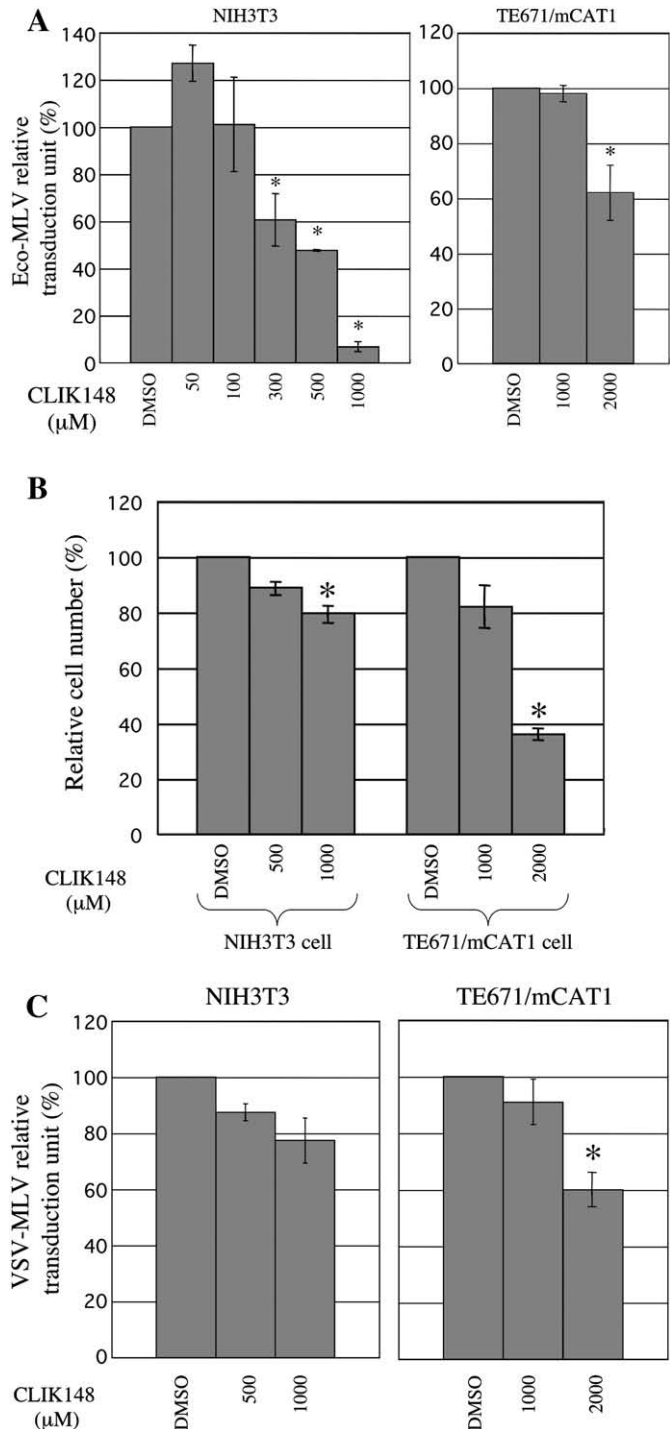 A
NIH3T3
TE671/mCAT1
Eco-MLV relative
transduction unit (%)
140
120
100
80
60
40
20
0
*
*
*
120
100
80
60
40
20
0
*
CLIK148
(µM)
DMSO
50
100
300
500
1000
DMSO
1000
2000
B
Relative cell number (%)
120
100
80
60
40
20
0
*
*
CLIK148
(µM)
DMSO
500
1000
DMSO
1000
2000
NIH3T3 cell
TE671/mCAT1 cell
C
NIH3T3
TE671/mCAT1
VSV-MLV relative
transduction unit (%)
120
100
80
60
40
20
0
*
CLIK148
(µM)
DMSO
500
1000
DMSO
1000
2000